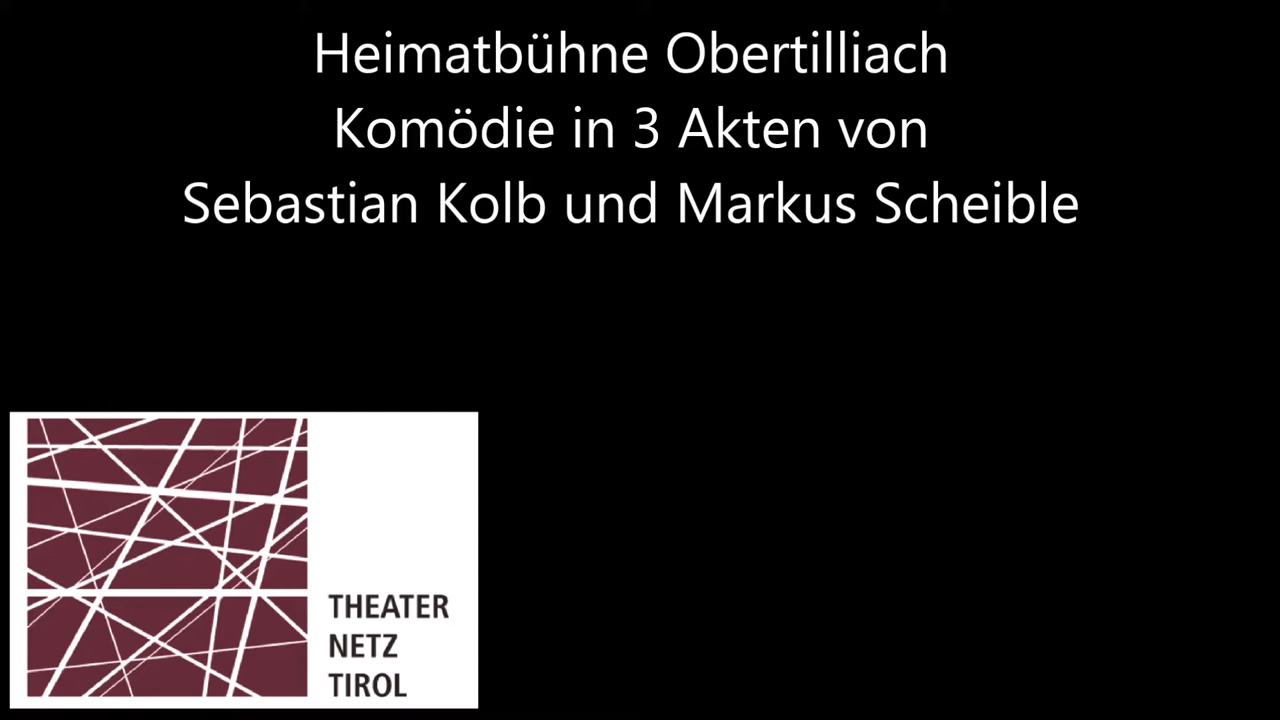 Heimatbühne Obertilliach
Komödie in 3 Akten von
Sebastian Kolb und Markus Scheible
THEATER
NETZ
TIROL